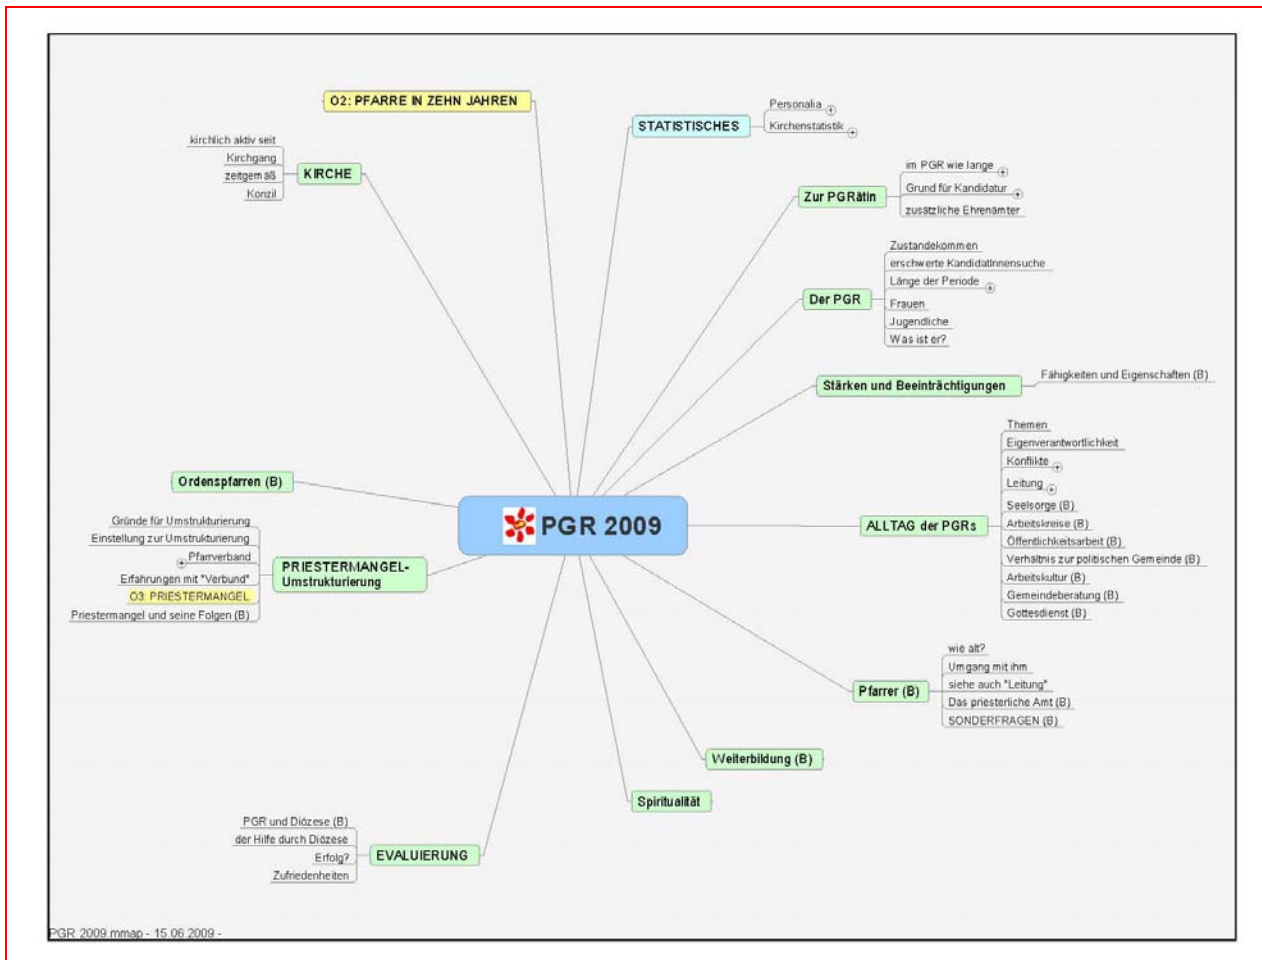 O2: PFARRE IN ZEHN JAHREN
kirchlich aktiv seit
Kirchgang
zeitgemäß
Konzil
KIRCHE
STATISTISCHES
Personalia
Kirchenstatistik
Zur PGRätin
im PGR wie lange
Grund für Kandidatur
zusätzliche Ehrenämter
Der PGR
Zustandekommen
erschwerte KandidatInnensuche
Länge der Periode
Frauen
Jugendliche
Was ist er?
Stärken und Beeinträchtigungen
Fähigkeiten und Eigenschaften (B)
PGR 2009
ALLTAG der PGRs
Themen
Eigenverantwortlichkeit
Konflikte
Leitung
Seelsorge (B)
Arbeitskreise (B)
Öffentlichkeitsarbeit (B)
Verhältnis zur politischen Gemeinde (B)
Arbeitskultur (B)
Gemeindeberatung (B)
Gottesdienst (B)
Ordenspfarren (B)
Gründe für Umstrukturierung
Einstellung zur Umstrukturierung
Pfarrverband
Erfahrungen mit "Verbund"
O3: PRIESTERMANGEL
Priestermangel und seine Folgen (B)
PRIESTERMANGEL-
Umstrukturierung
Pfarrer (B)
wie alt?
Umgang mit ihm
siehe auch "Leitung"
Das priesterliche Amt (B)
SONDERFRAGEN (B)
Weiterbildung (B)
Spiritualität
PGR und Diözese (B)
der Hilfe durch Diözese
Erfolg?
Zufriedenheiten
EVALUIERUNG
PGR 2009.mmap - 15.06.2009 -